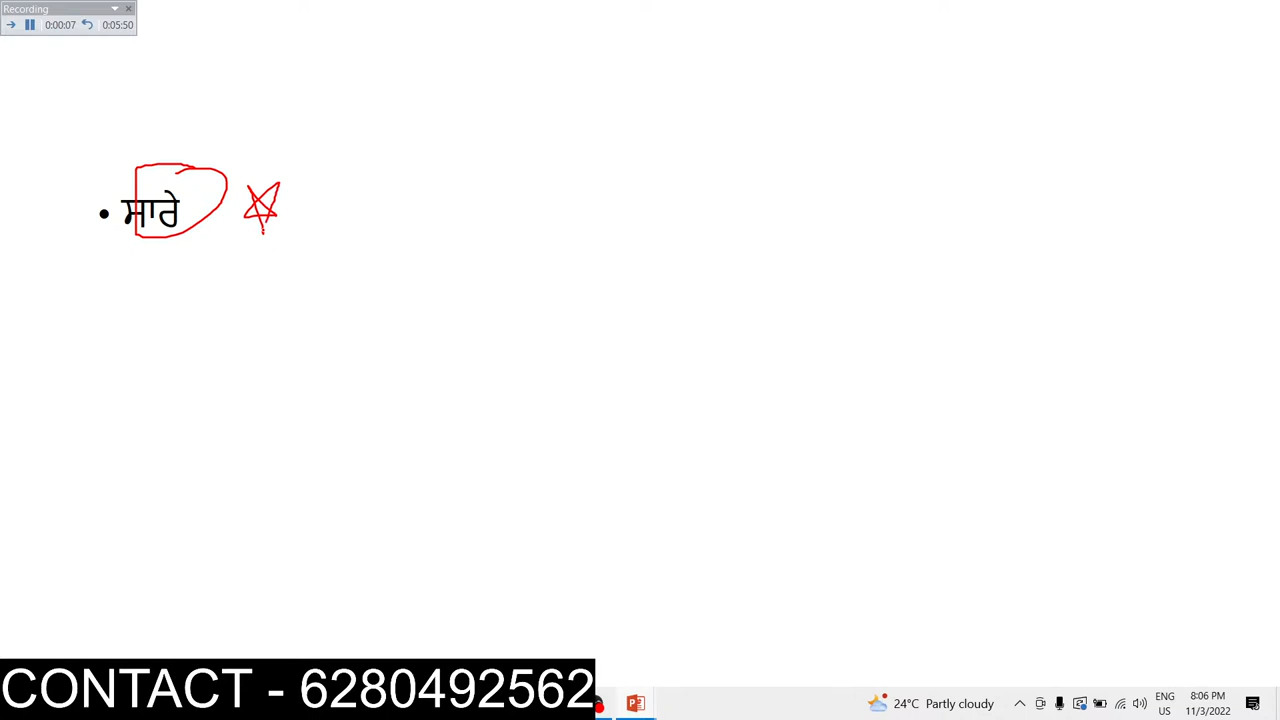 Recording
0:00:07 0:05:50
• ਸਾਰੇ
CONTACT - 6280492562
24°C Partly cloudy
ENG
US
8:06 PM
11/3/2022